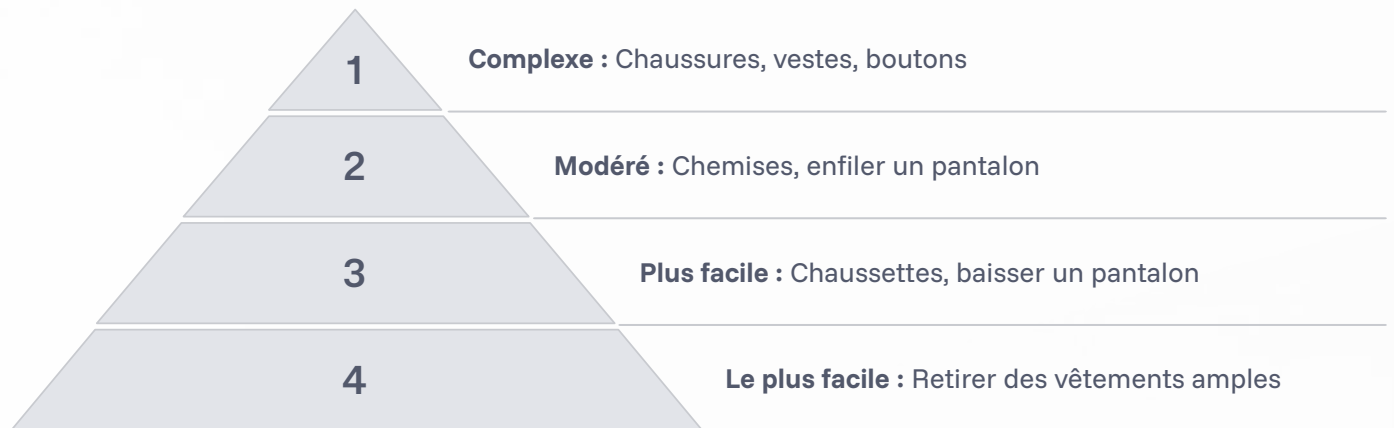 1
Complexe : Chaussures, vestes, boutons
2
Modéré : Chemises, enfiler un pantalon
3
Plus facile : Chaussettes, baisser un pantalon
4
Le plus facile : Retirer des vêtements amples